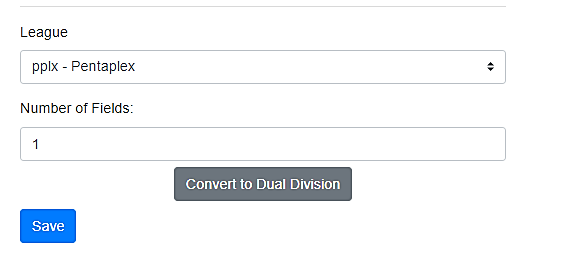 League
pplx - Pentaplex
Number of Fields:
1
Convert to Dual Division
Save